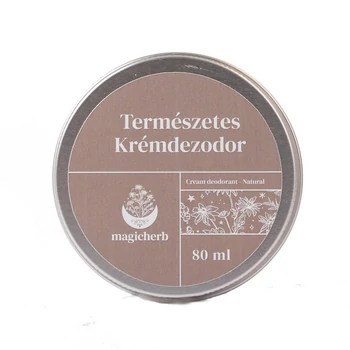 Természetes
Krémdezodor
Cream deodorant - Natural
magicherb
80 ml